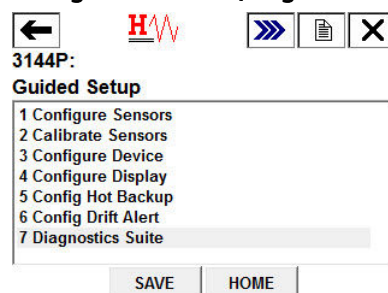 H
3144P:
Guided Setup
1 Configure Sensors
2 Calibrate Sensors
3 Configure Device
4 Configure Display
5 Config Hot Backup
6 Config Drift Alert
7 Diagnostics Suite
SAVE HOME